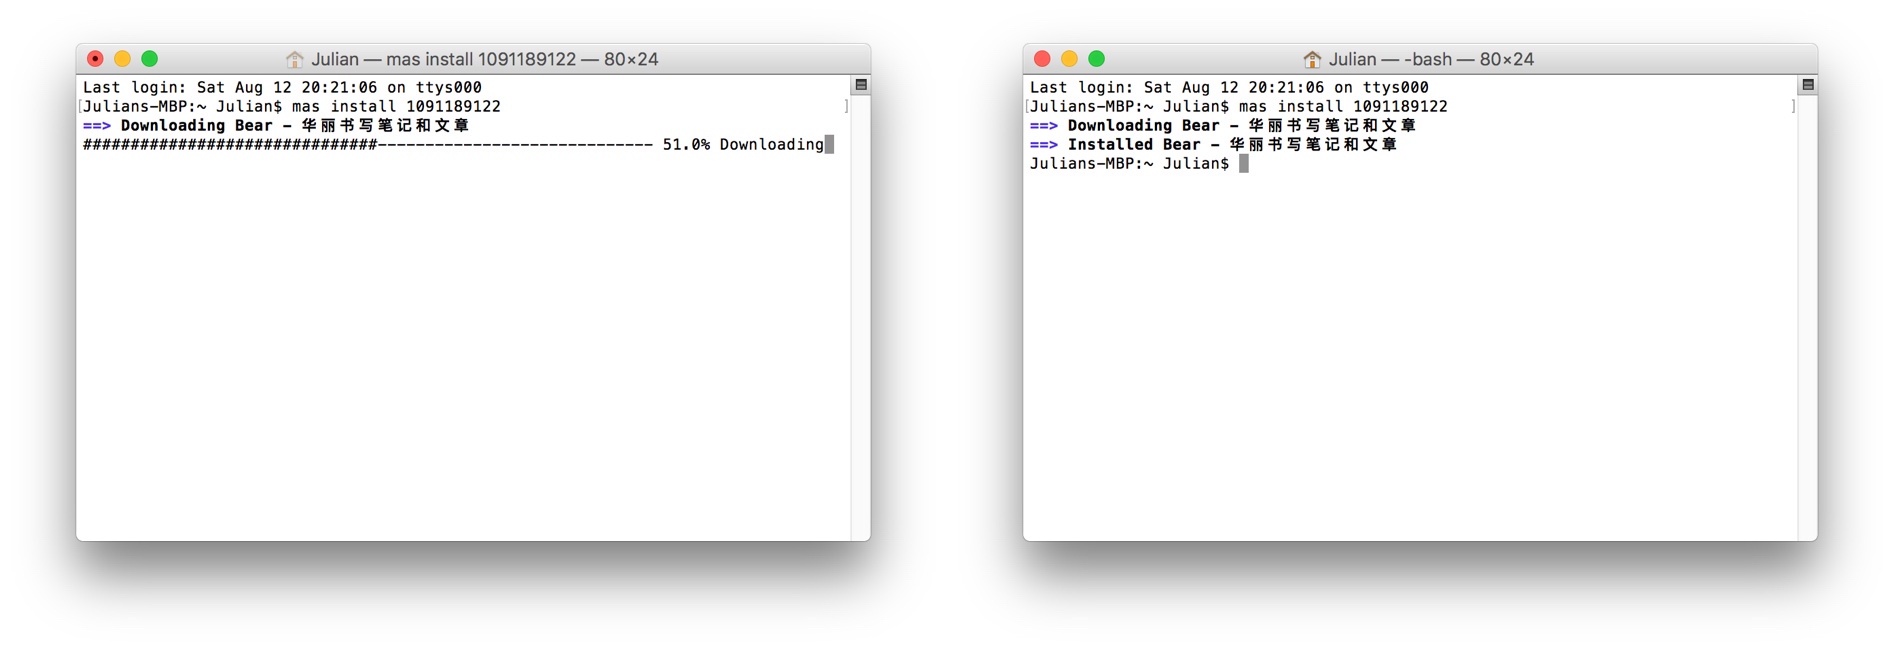 Julian — mas install 1091189122 — 80×24
Last login: Sat Aug 12 20:21:06 on ttys000
[Julians-MBP:~ Julian$ mas install 1091189122 ]
==> Downloading Bear - 华丽书写笔记和文章
###############################----------------------------- 51.0% Downloading
Julian — -bash — 80×24
Last login: Sat Aug 12 20:21:06 on ttys000
[Julians-MBP:~ Julian$ mas install 1091189122 ]
==> Downloading Bear - 华丽书写笔记和文章
==> Installed Bear - 华丽书写笔记和文章
Julians-MBP:~ Julian$